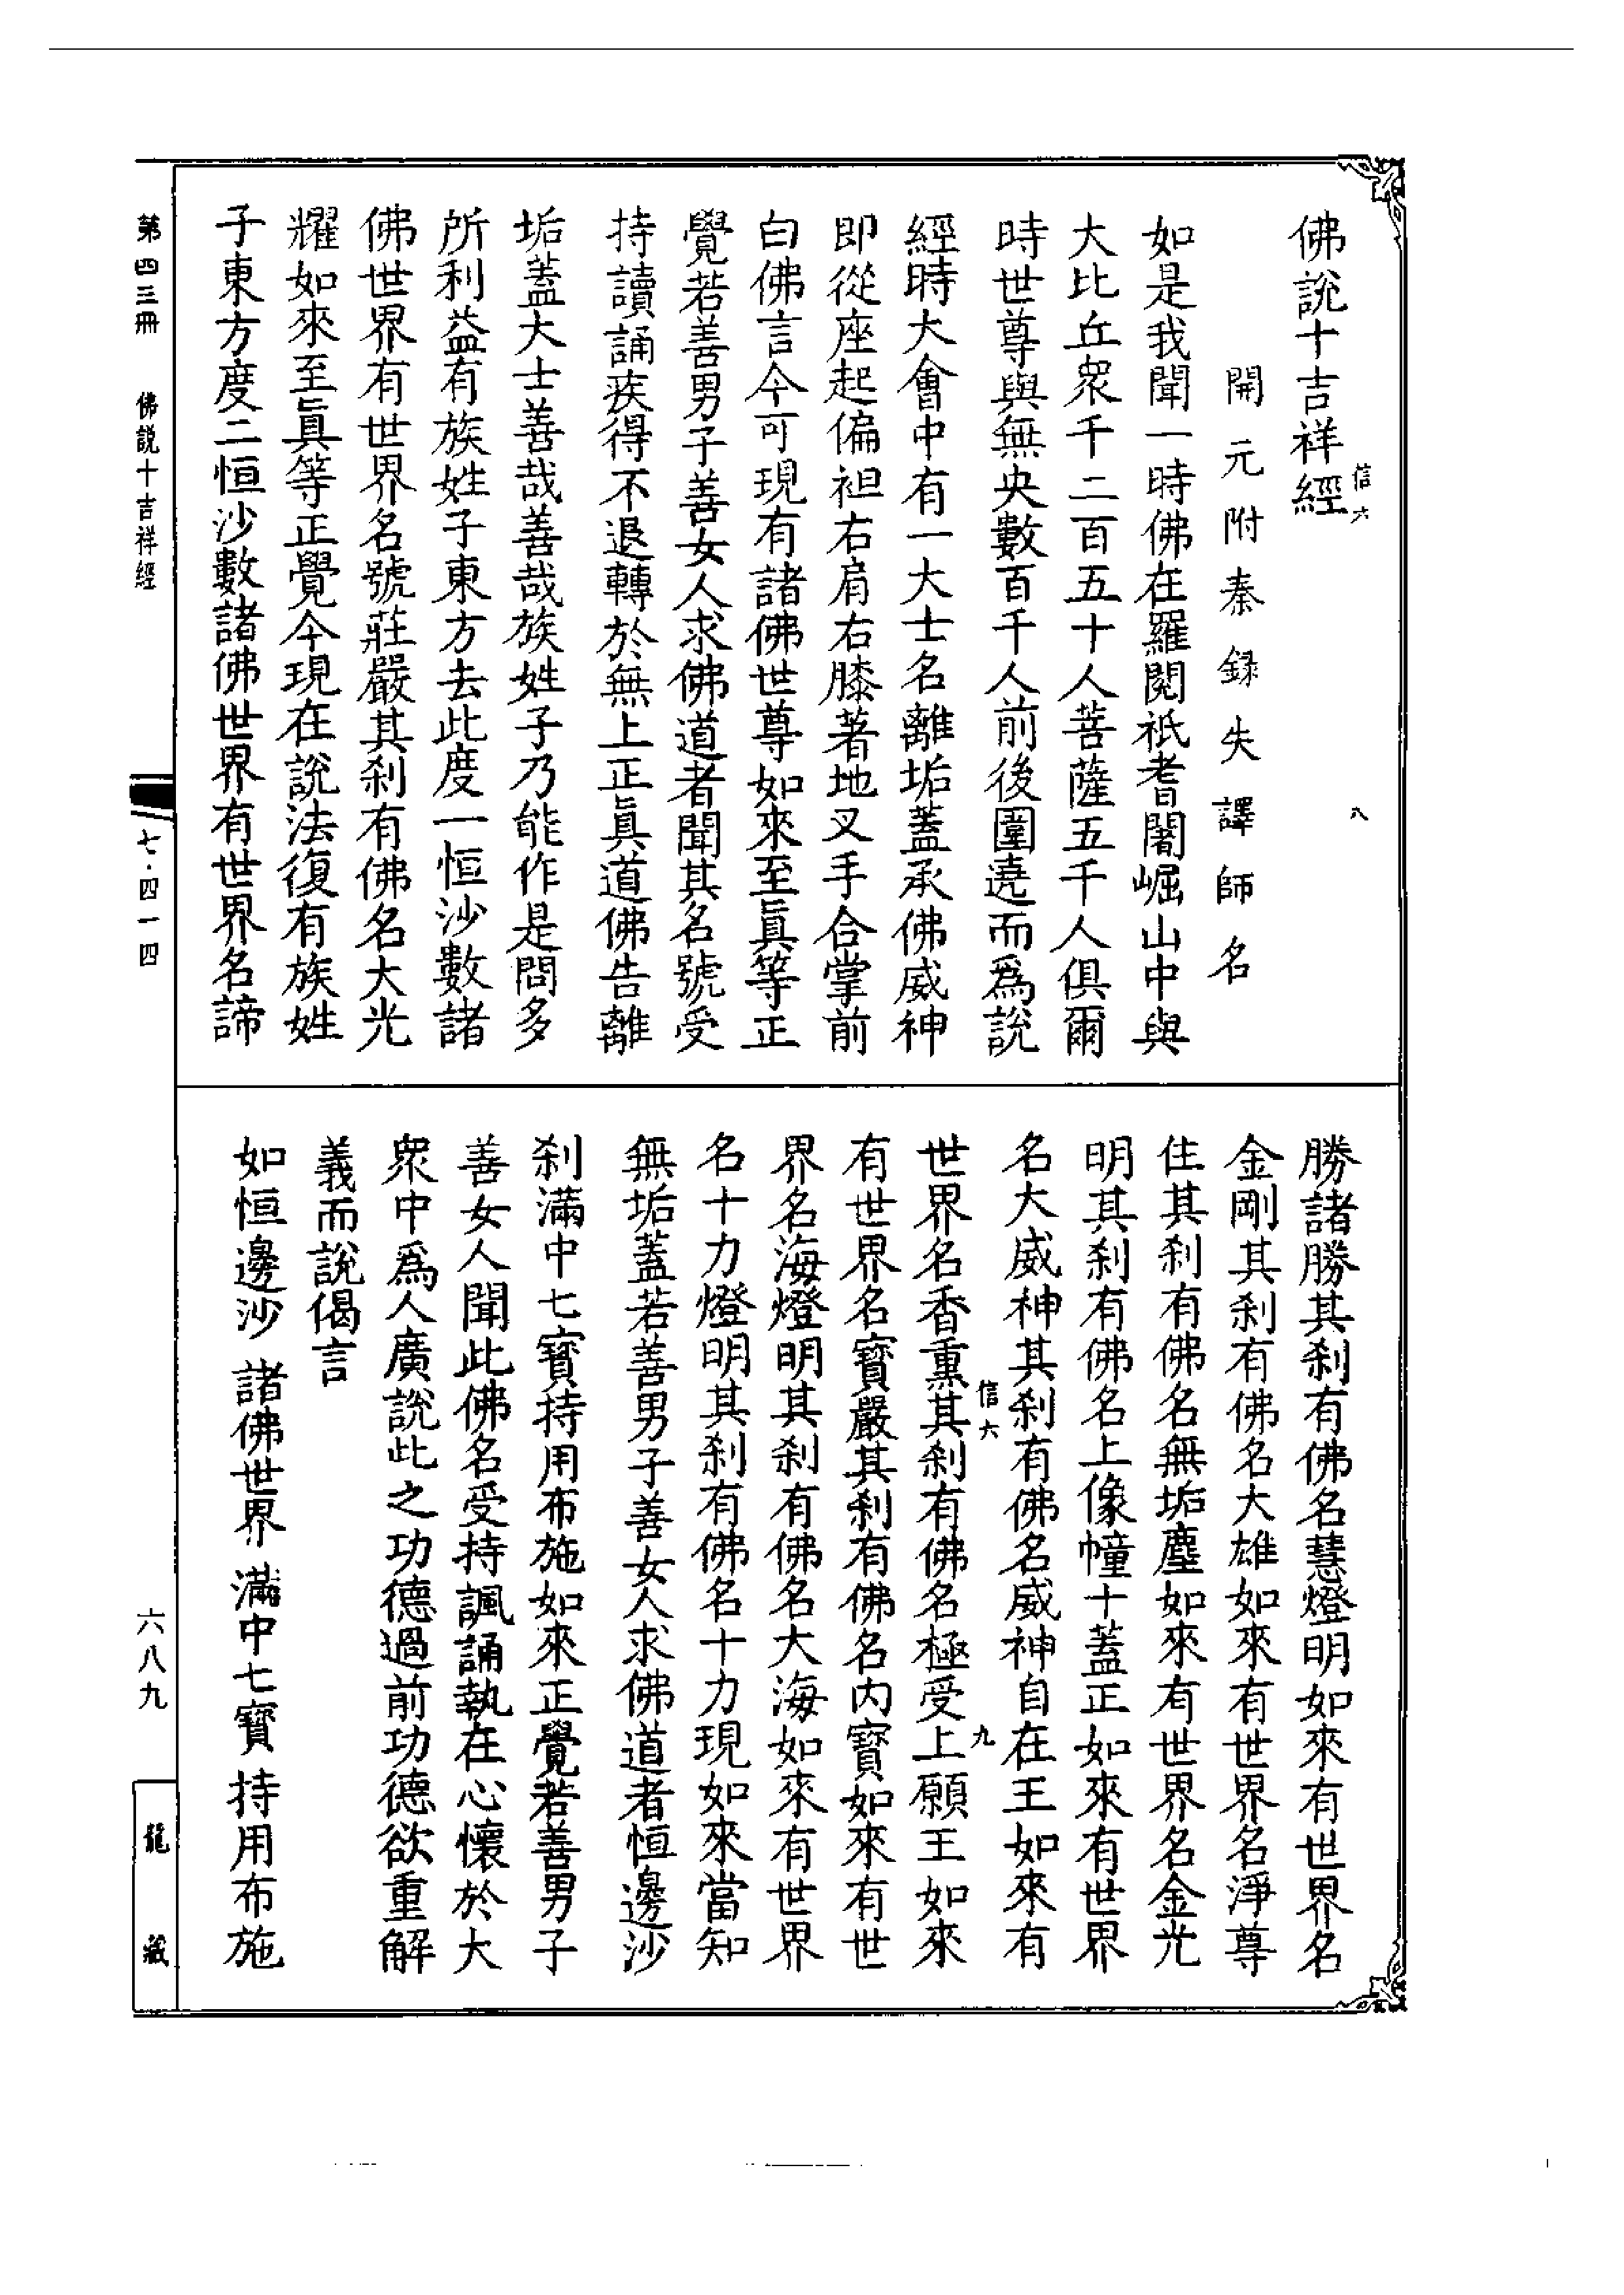 佛說十吉祥經
信六
八
開元附秦錄失譯師名
如是我聞一時佛在羅閱祇耆闍崛山中與
大比丘眾千二百五十人菩薩五千人俱爾
時世尊與無央數百千人前後圍遶而爲說
經時大會中有一大士名離垢蓋承佛威神
即從座起偏袒右肩右膝著地叉手合掌前
白佛言今可現有諸佛世尊如來至眞等正
覺若善男子善女人求佛道者聞其名號受
持讀誦疾得不退轉於無上正眞道佛告離
垢蓋大士善哉善哉族姓子乃能作是問多
所利益有族姓子東方去此度一恒沙數諸
佛世界有世界名號莊嚴其刹有佛名大光
耀如來至眞等正覺今現在說法復有族姓
子東方度二恒沙數諸佛世界有世界名諦
勝諸勝其刹有佛名慧燈明如來有世界名
金剛其刹有佛名大雄如來有世界名淨尊
住其刹有佛名無垢塵如來有世界名金光
明其刹有佛名上像幢十蓋正如來有世界
名大威神其刹有佛名威神自在王如來有
信六
九
世界名香熏其刹有佛名極受上願王如來
有世界名寶嚴其刹有佛名内寶如來有世
界名海燈明其刹有佛名大海如來有世界
名十力燈明其刹有佛名十力現如來當知
無垢蓋若善男子善女人求佛道者恒邊沙
刹滿中七寶持用布施如來正覺若善男子
善女人聞此佛名受持諷誦執在心懷於大
眾中爲人廣說此之功德過前功德欲重解
義而說偈言
如恒邊沙 諸佛世界 滿中七寶 持用布施
第四三冊 佛説十吉祥經
七·四一四
六八九
龍藏